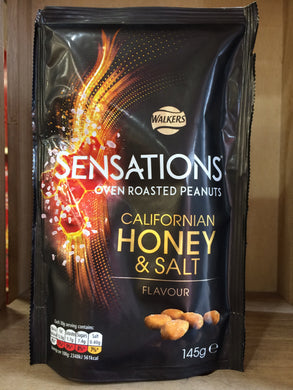 WALKERS
SENSATIONS
OVEN ROASTED PEANUTS
CALIFORNIAN
HONEY
& SALT
FLAVOUR
145g e